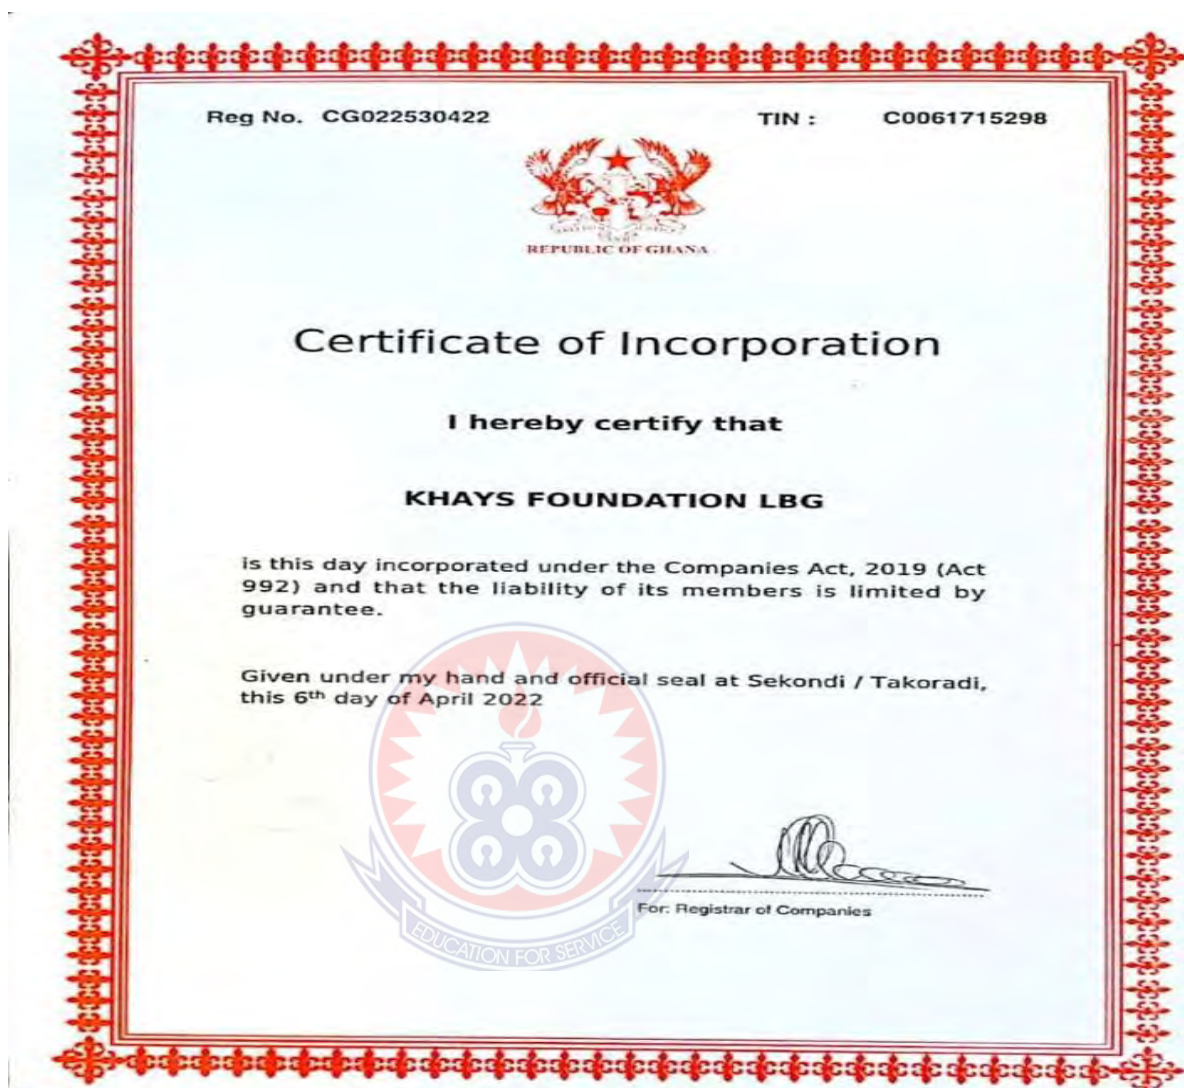 Reg No. CG022530422 TIN : C0061715298
REPUBLIC OF GHANA
Certificate of Incorporation
I hereby certify that
KHAYS FOUNDATION LBG
is this day incorporated under the Companies Act, 2019 (Act
992) and that the liability of its members is limited by
guarantee.
Given under my hand and official seal at Sekondi / Takoradi,
this 6th day of April 2022
For: Registrar of Companies
EDUCATION FOR SERVICE